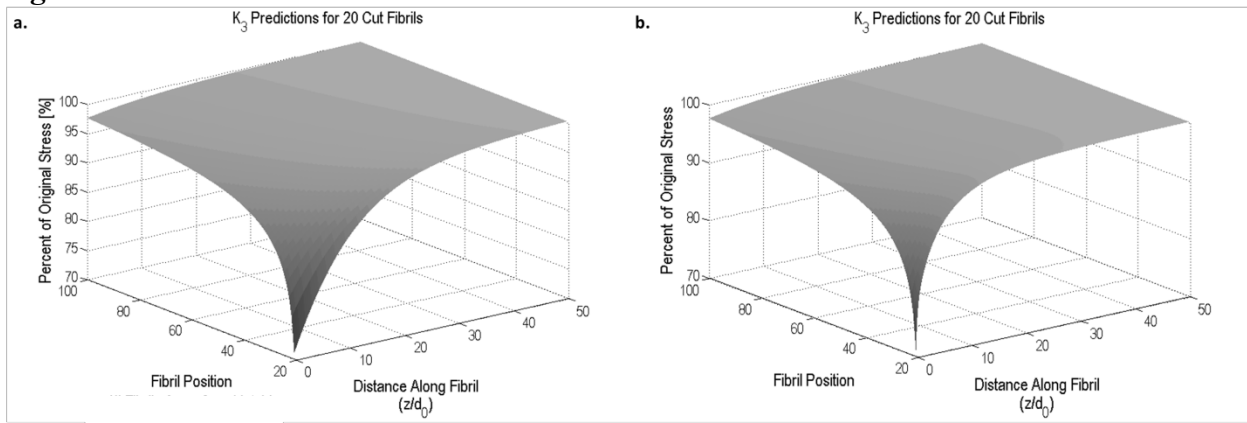 a.
K3 Predictions for 20 Cut Fibrils
Percent of Original Stress [%]
100
95
90
85
80
75
70
100
80
60
40
20
Fibril Position
0
10
20
30
40
50
Distance Along Fibril
(z/d0)
b.
K3 Predictions for 20 Cut Fibrils
Percent of Original Stress
100
90
80
70
100
80
60
40
20
Fibril Position
0
10
20
30
40
50
Distance Along Fibril
(z/d0)